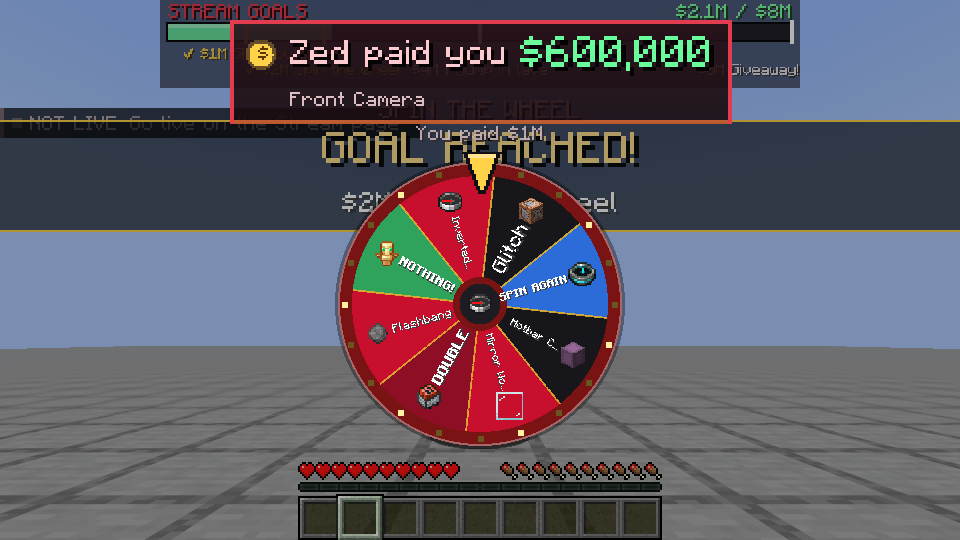 STREAM GOALS
$2.1M / $8M
$1M
Giveaway!
Zed paid you $600,000
Front Camera
SPIN THE WHEEL
NOT LIVE Go live on the Stream page
You paid $1M
GOAL REACHED!
Inverted...
Glitch
NOTHING!
SPIN AGAIN
Flashbang
Hotbar C...
DOUBLE
Mirror Wo...